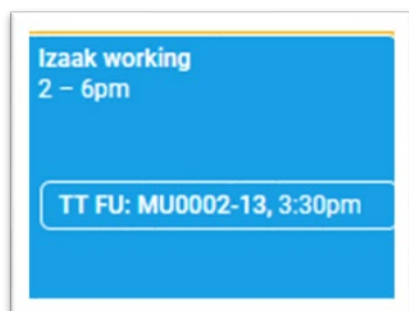 Izaak working
2 – 6pm
TT FU: MU0002-13, 3:30pm